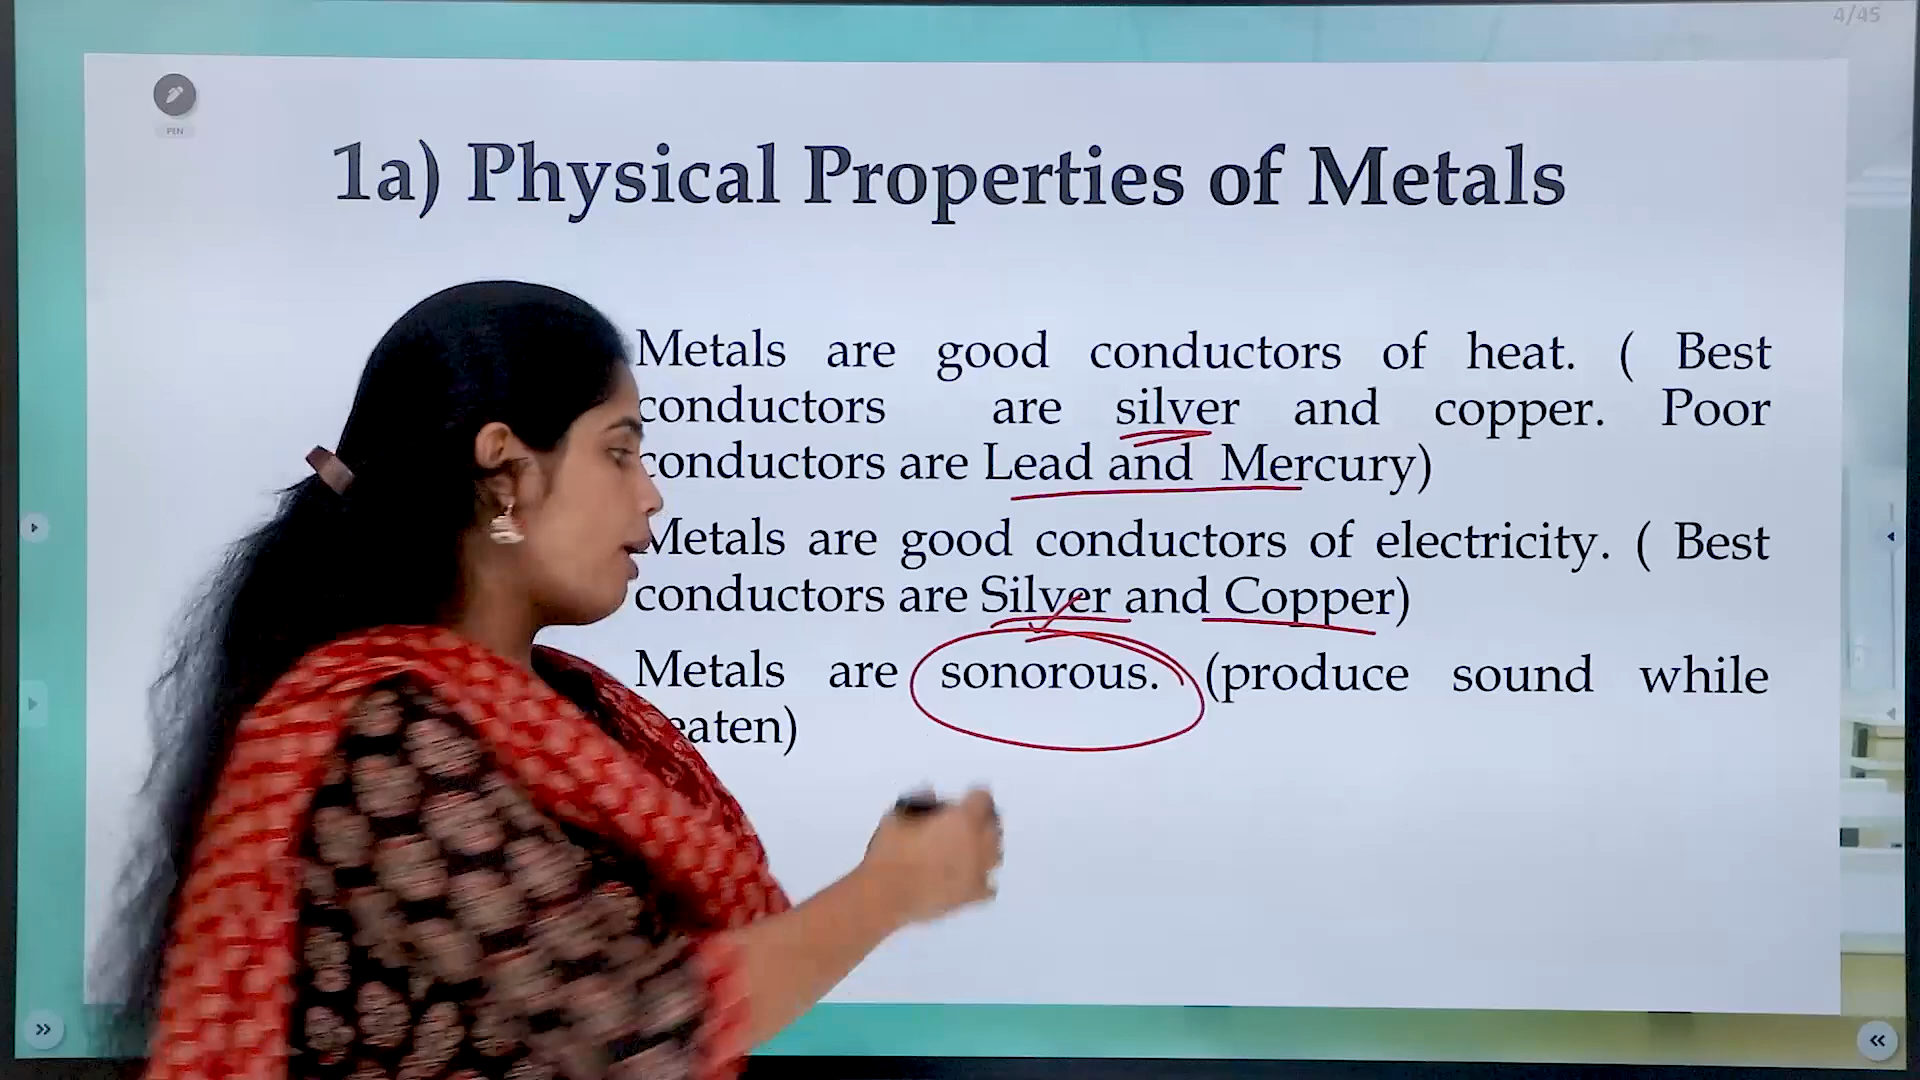 4/45
PEN
1a) Physical Properties of Metals
Metals are good conductors of heat. ( Best
conductors are silver and copper. Poor
conductors are Lead and Mercury)
Metals are good conductors of electricity. ( Best
conductors are Silver and Copper)
Metals are sonorous. (produce sound while
eaten)